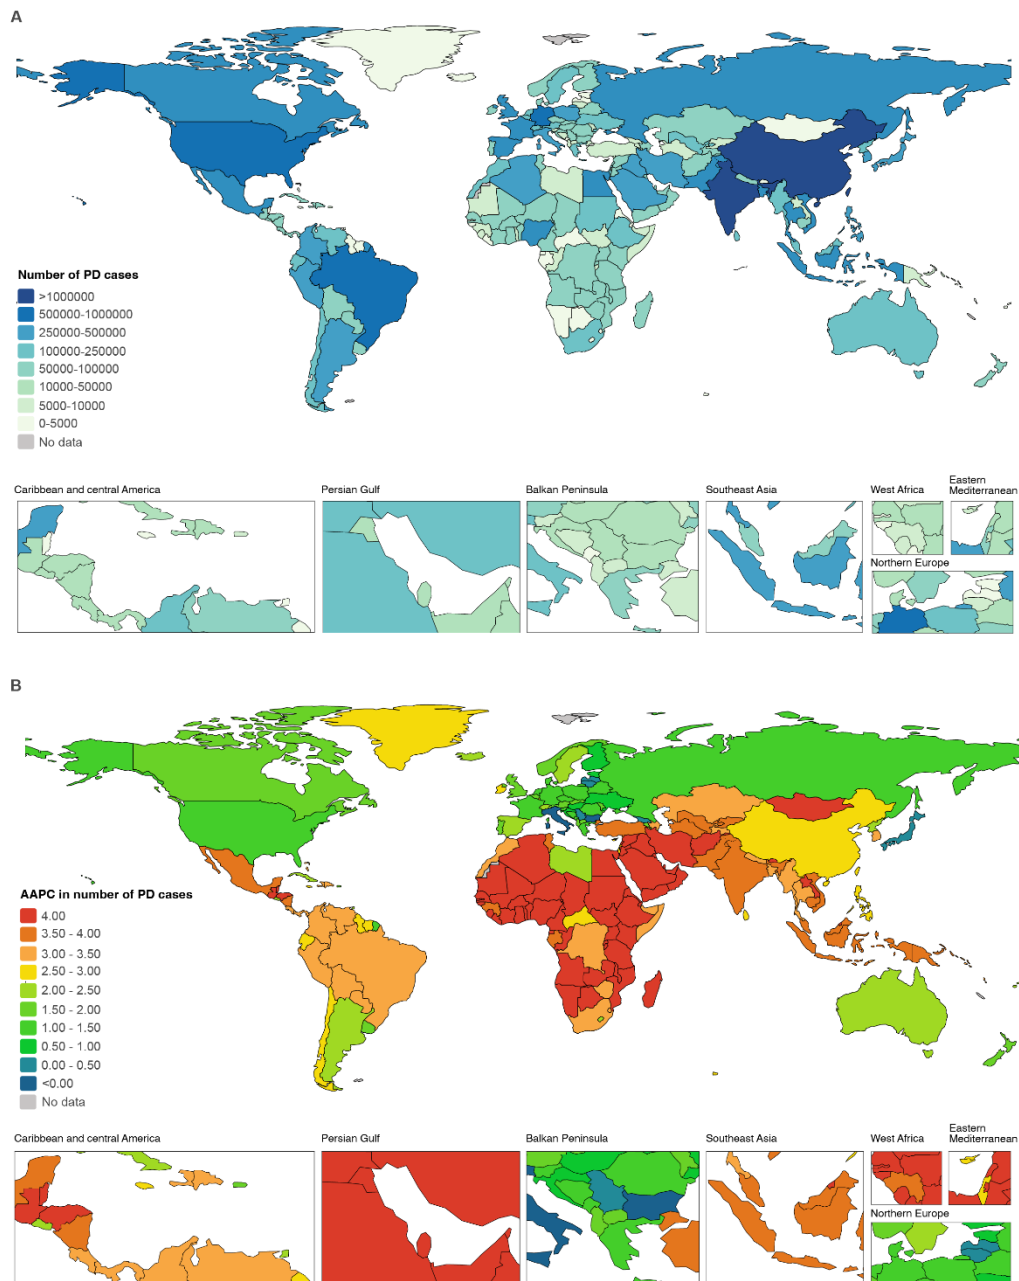 A
Number of PD cases
>1000000
500000-1000000
250000-500000
100000-250000
50000-100000
10000-50000
5000-10000
0-5000
No data
Caribbean and central America
Persian Gulf
Balkan Peninsula
Southeast Asia
West Africa
Eastern
Mediterranean
Northern Europe
B
AAPC in number of PD cases
4.00
3.50 - 4.00
3.00 - 3.50
2.50 - 3.00
2.00 - 2.50
1.50 - 2.00
1.00 - 1.50
0.50 - 1.00
0.00 - 0.50
<0.00
No data
Caribbean and central America
Persian Gulf
Balkan Peninsula
Southeast Asia
West Africa
Eastern
Mediterranean
Northern Europe